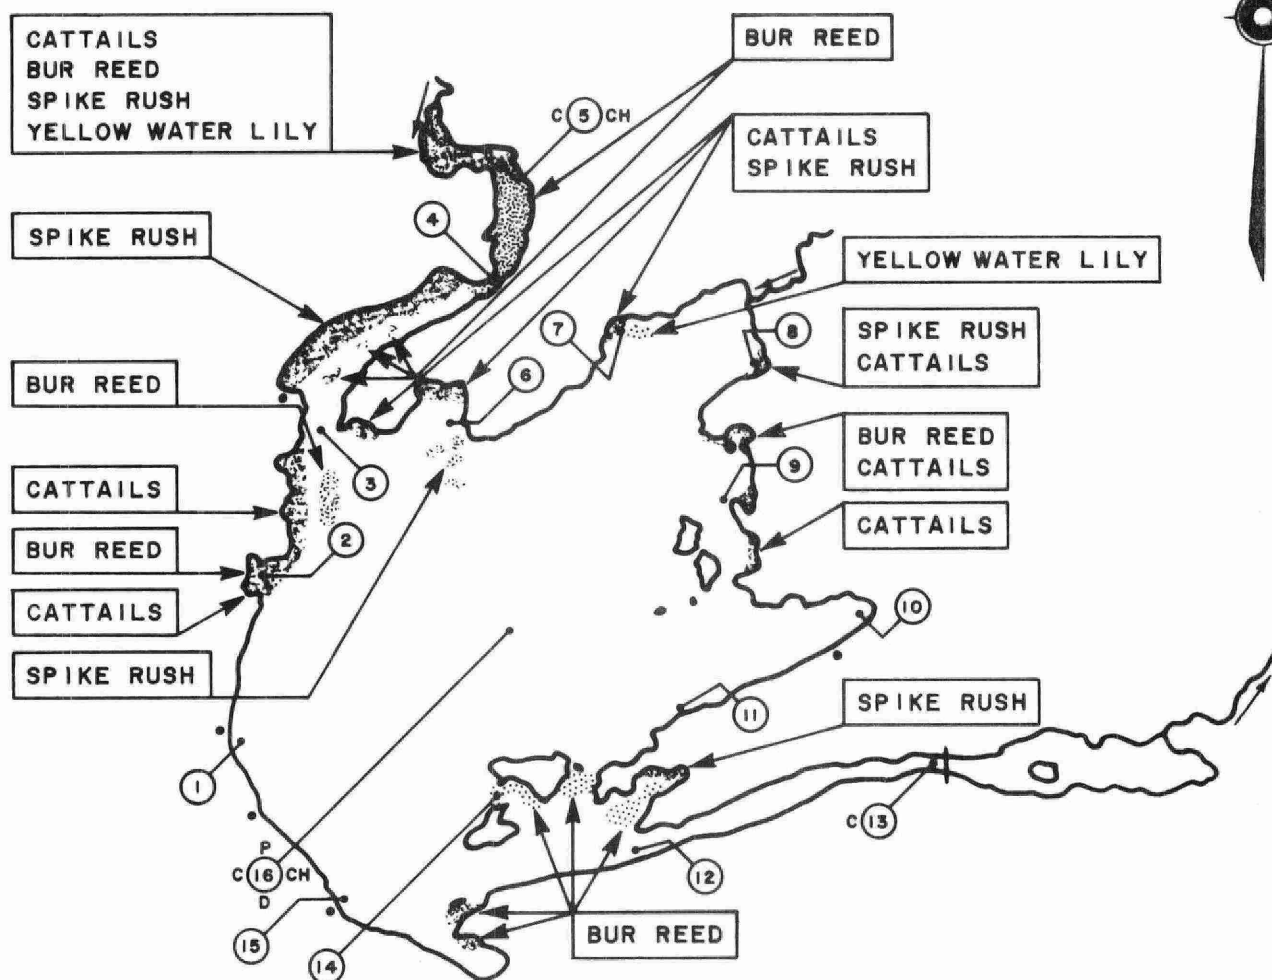 CATTAILS
BUR REED
SPIKE RUSH
YELLOW WATER LILY
BUR REED
C 5 CH
CATTAILS
SPIKE RUSH
4
SPIKE RUSH
YELLOW WATER LILY
7
8
SPIKE RUSH
CATTAILS
BUR REED
6
BUR REED
CATTAILS
9
3
CATTAILS
CATTAILS
2
BUR REED
CATTAILS
10
SPIKE RUSH
11
SPIKE RUSH
1
C 13
P
C 16 CH
D
12
15
14
BUR REED